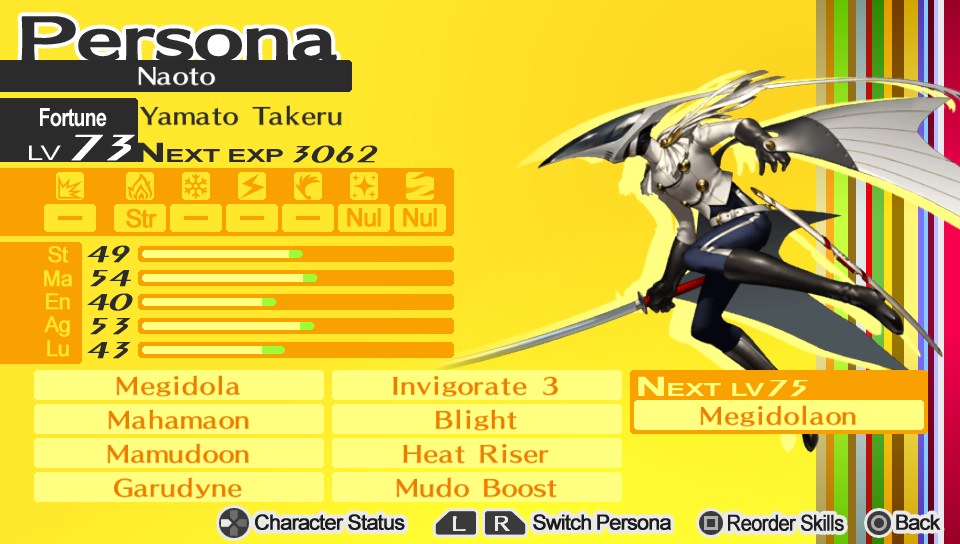 Persona
Naoto
Fortune
Yamato Takeru
LV 73 NEXT EXP 3062
— Str — — — Nul Nul
St 49
Ma 54
En 40
Ag 53
Lu 43
Megidola Invigorate 3
Mahamaon Blight
Mamudoon Heat Riser
Garudyne Mudo Boost
NEXT LV 75
Megidolaon
Character Status L R Switch Persona Reorder Skills Back